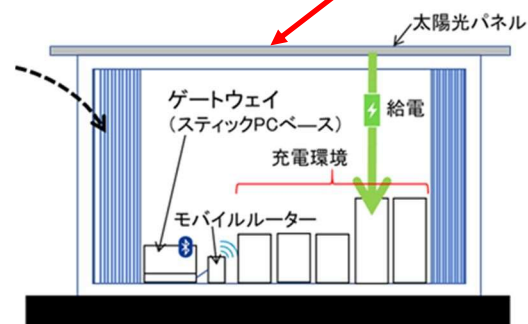 太陽光パネル
ゲートウェイ
（スティックPCベース）
給電
充電環境
モバイルルーター